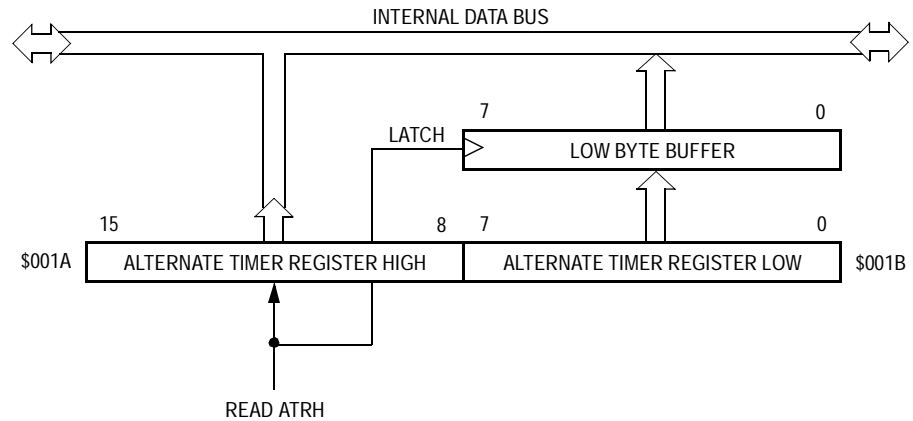 INTERNAL DATA BUS
7 0
LATCH
LOW BYTE BUFFER
15 8 7 0
$001A ALTERNATE TIMER REGISTER HIGH ALTERNATE TIMER REGISTER LOW $001B
READ ATRH